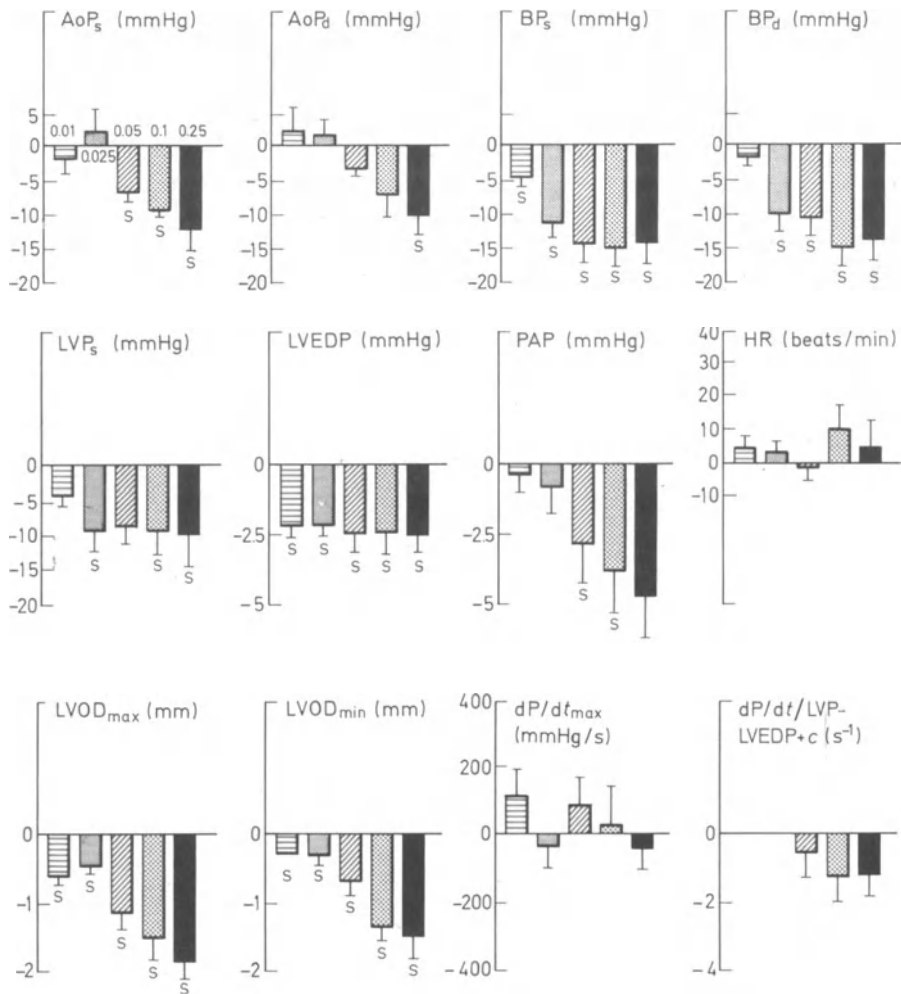 AoPs (mmHg)
5
0
-5
-10
-15
-20
0.01 0.025 0.05 0.1 0.25
S S S
AoPd (mmHg)
0
-5
-10
-15
-20
S
BPs (mmHg)
0
-5
-10
-15
-20
S S S S S
BPd (mmHg)
0
-5
-10
-15
-20
S S S S
LVPs (mmHg)
0
-5
-10
-15
-20
S S S
LVEDP (mmHg)
0
-2.5
-5
S S S S S
PAP (mmHg)
0
-2.5
-5
S S
HR (beats/min)
40
30
20
10
0
-10
LVODmax (mm)
0
-1
-2
S S S S S
LVODmin (mm)
0
-1
-2
S S S S S
dP/dtmax
(mmHg/s)
400
200
0
-200
-400
dP/dt/LVP-
LVEDP+c (s⁻¹)
0
-2
-4